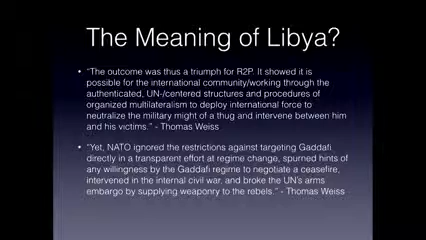 The Meaning of Libya?
• “The outcome was thus a triumph for R2P. It showed it is
possible for the international community/working through the
authenticated, UN-/centered structures and procedures of
organized multilateralism to deploy international force to
neutralize the military might of a thug and intervene between him
and his victims.” - Thomas Weiss
• “Yet, NATO ignored the restrictions against targeting Gaddafi
directly in a transparent effort at regime change, spurned hints of
any willingness by the Gaddafi regime to negotiate a ceasefire,
intervened in the internal civil war, and broke the UN’s arms
embargo by supplying weaponry to the rebels.” - Thomas Weiss